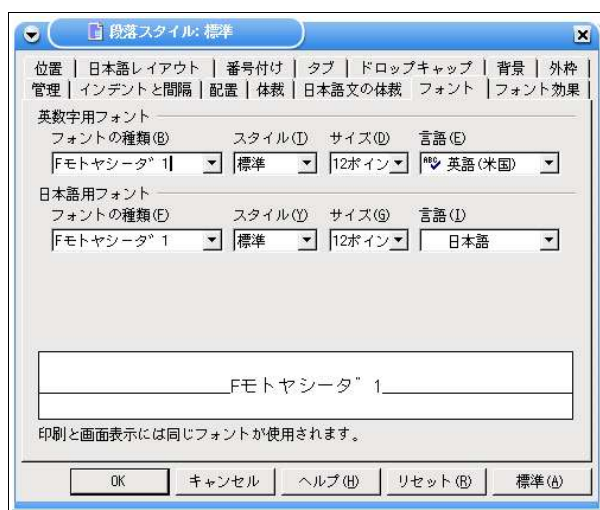 段落スタイル: 標準
位置 | 日本語レイアウト | 番号付け | タブ | ドロップキャップ | 背景 | 外枠
管理 | インデントと間隔 | 配置 | 体裁 | 日本語文の体裁 フォント | フォント効果
英数字用フォント
フォントの種類(B) スタイル(T) サイズ(D) 言語(E)
Fモトヤシータ゛1 標準 12ポイン ABC 英語(米国)
日本語用フォント
フォントの種類(F) スタイル(Y) サイズ(G) 言語(I)
Fモトヤシータ゛1 標準 12ポイン 日本語
Fモトヤシータ゛1
印刷と画面表示には同じフォントが使用されます。
OK キャンセル ヘルプ(H) リセット(R) 標準(A)